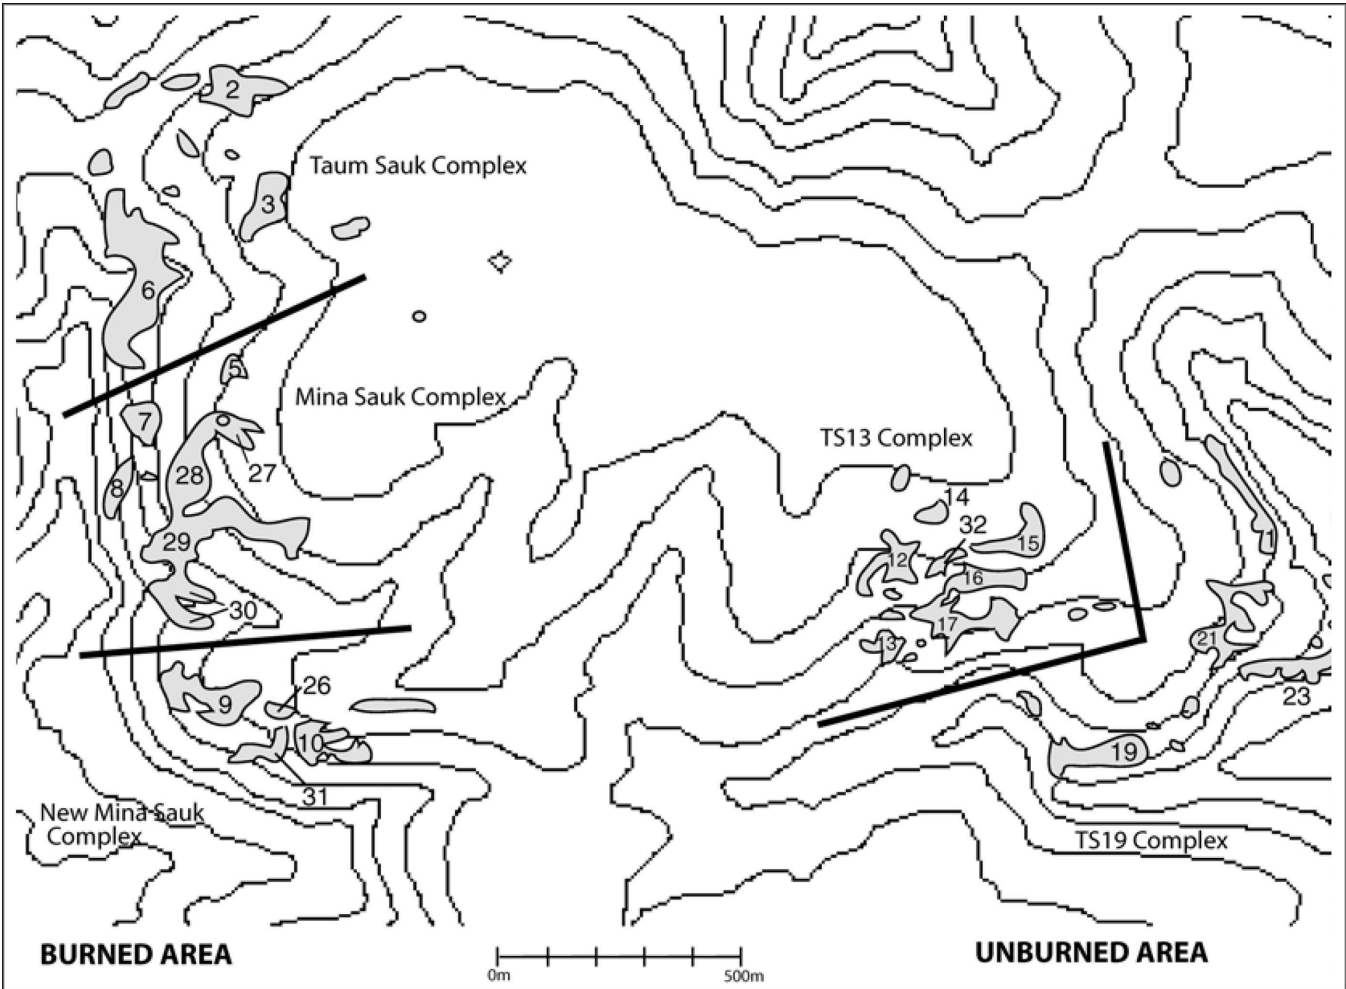 2
Taum Sauk Complex
3
6
5
Mina Sauk Complex
7
TS13 Complex
28
27
8
14
32
1
29
15
12
16
30
17
13
21
23
26
9
10
19
31
New Mina Sauk
Complex
TS19 Complex
BURNED AREA
UNBURNED AREA
0m
500m